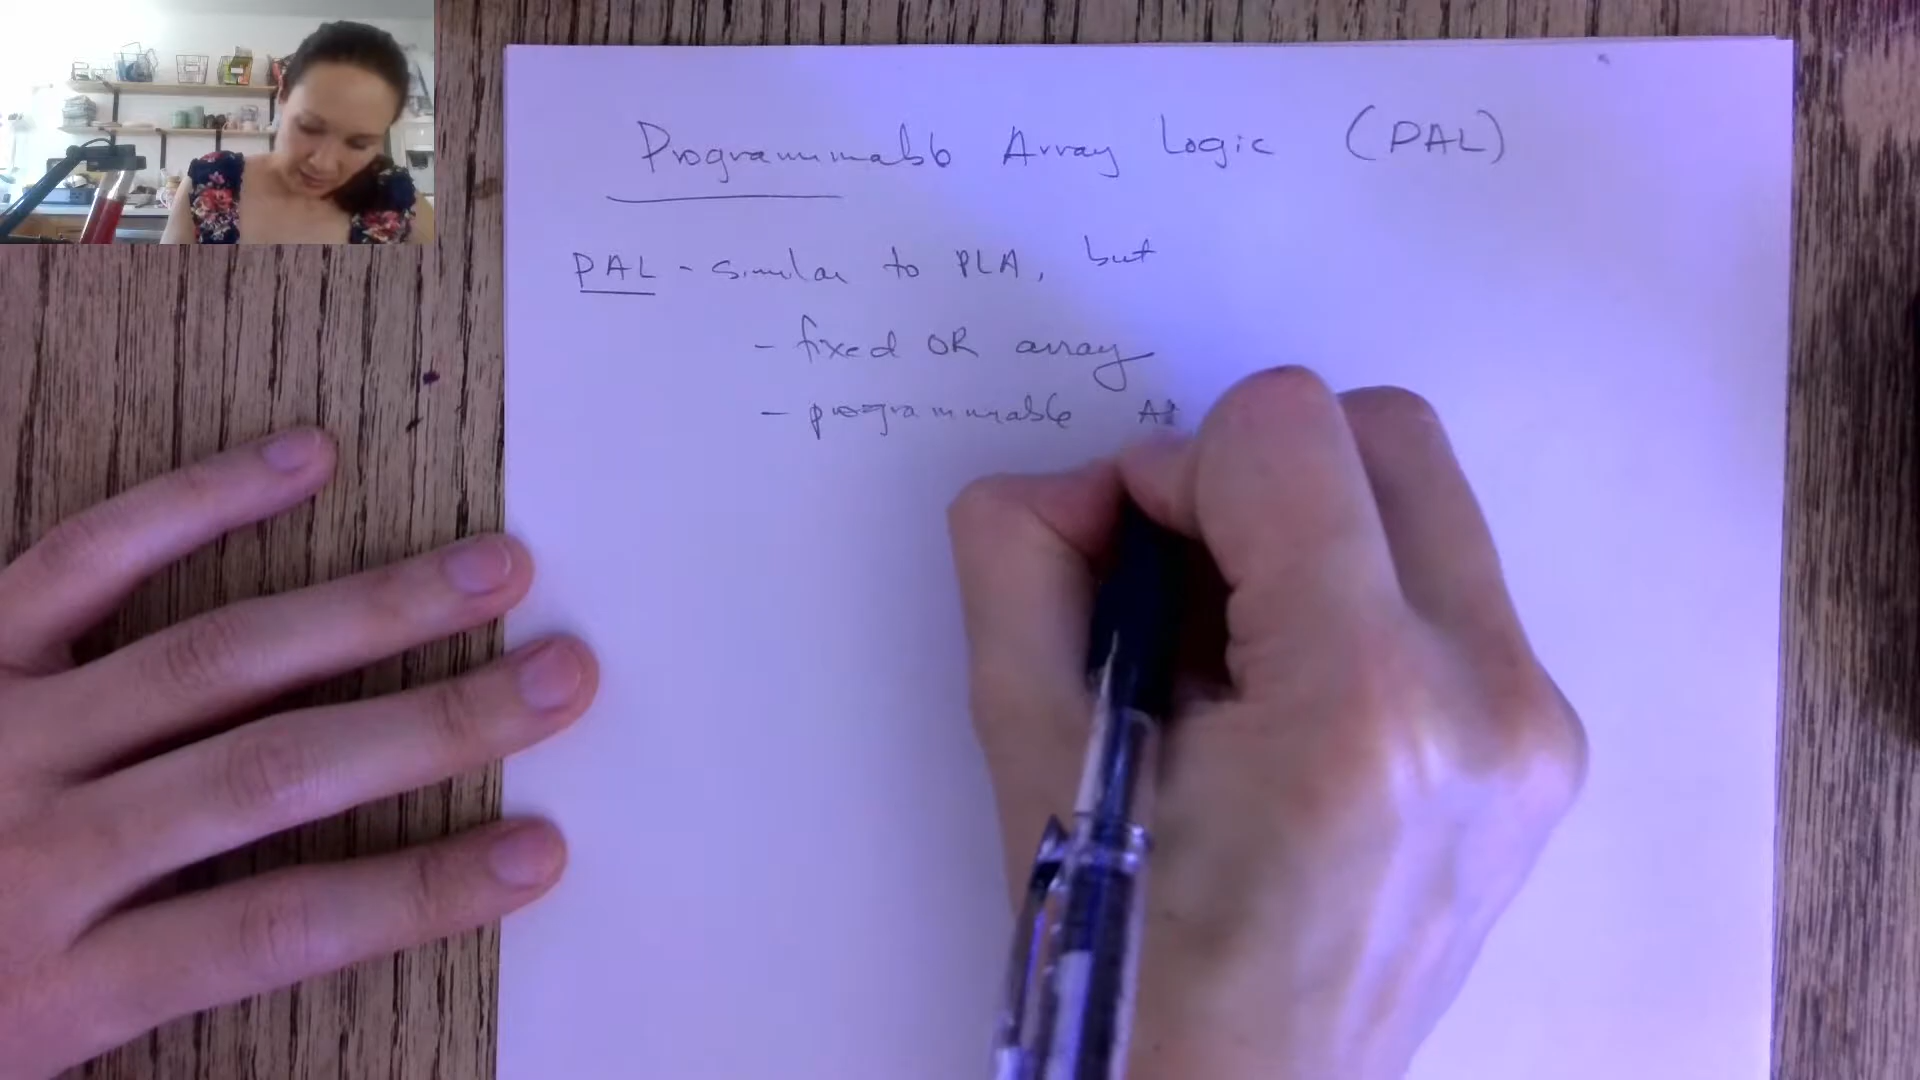 Programmable Array Logic (PAL)
PAL - similar to PLA, but
- fixed OR array
- programmable